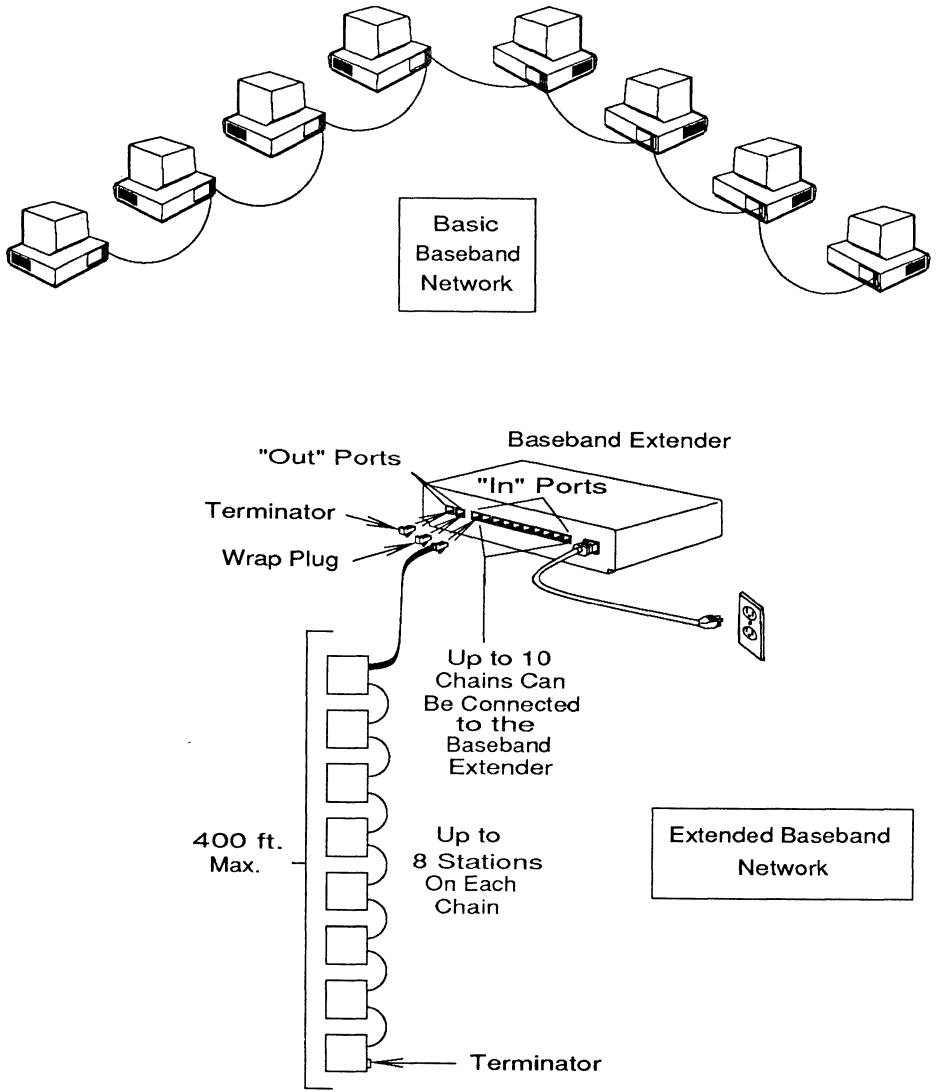 Basic
Baseband
Network
Baseband Extender
"Out" Ports
"In" Ports
Terminator
Wrap Plug
Up to 10
Chains Can
Be Connected
to the
Baseband
Extender
400 ft.
Max.
Up to
8 Stations
On Each
Chain
Extended Baseband
Network
Terminator